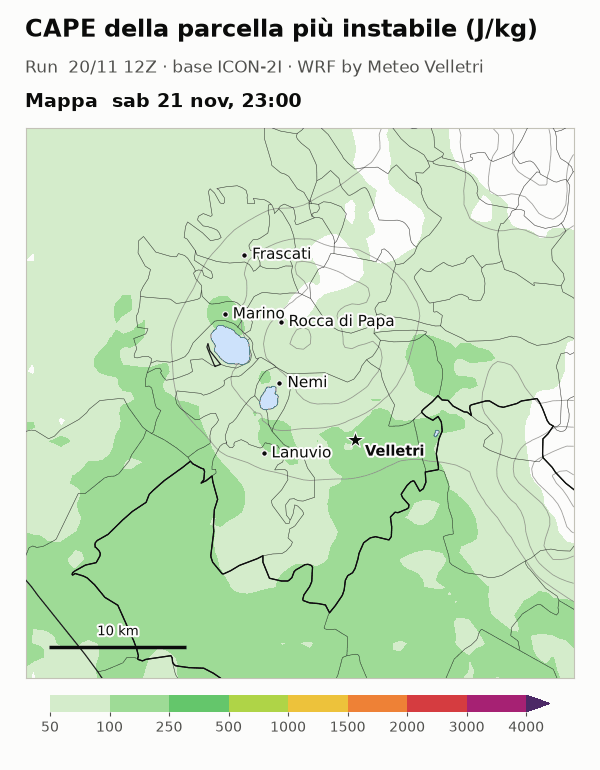 CAPE della parcella più instabile (J/kg)
Run  20/11 12Z · base ICON-2I · WRF by Meteo Velletri
Mappa  sab 21 nov, 23:00
Frascati
Marino
Rocca di Papa
Nemi
Velletri
Lanuvio
10 km
50 100 250 500 1000 1500 2000 3000 4000